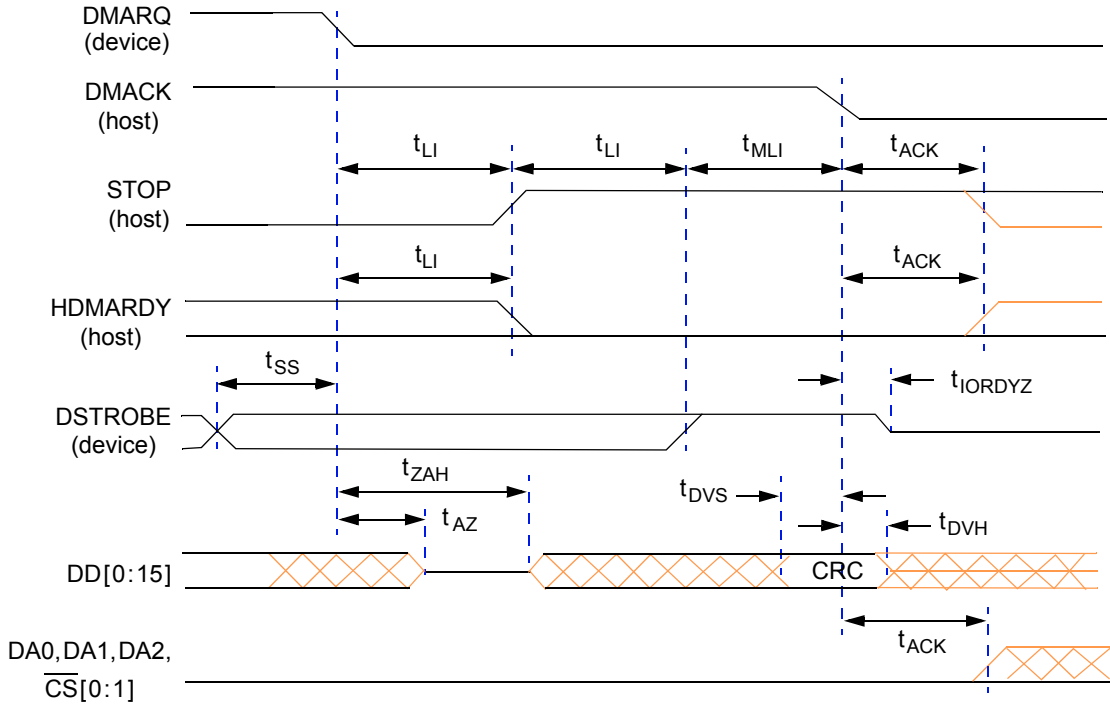 DMARQ
(device)
DMACK
(host)
tLI tLI tMLI tACK
STOP
(host)
tLI tACK
HDMARDY
(host)
tSS
tIORDYZ
DSTROBE
(device)
tZAH
tDVS
tAZ
tDVH
DD[0:15]
CRC
tACK
DA0,DA1,DA2,
C̅S̅[0:1]